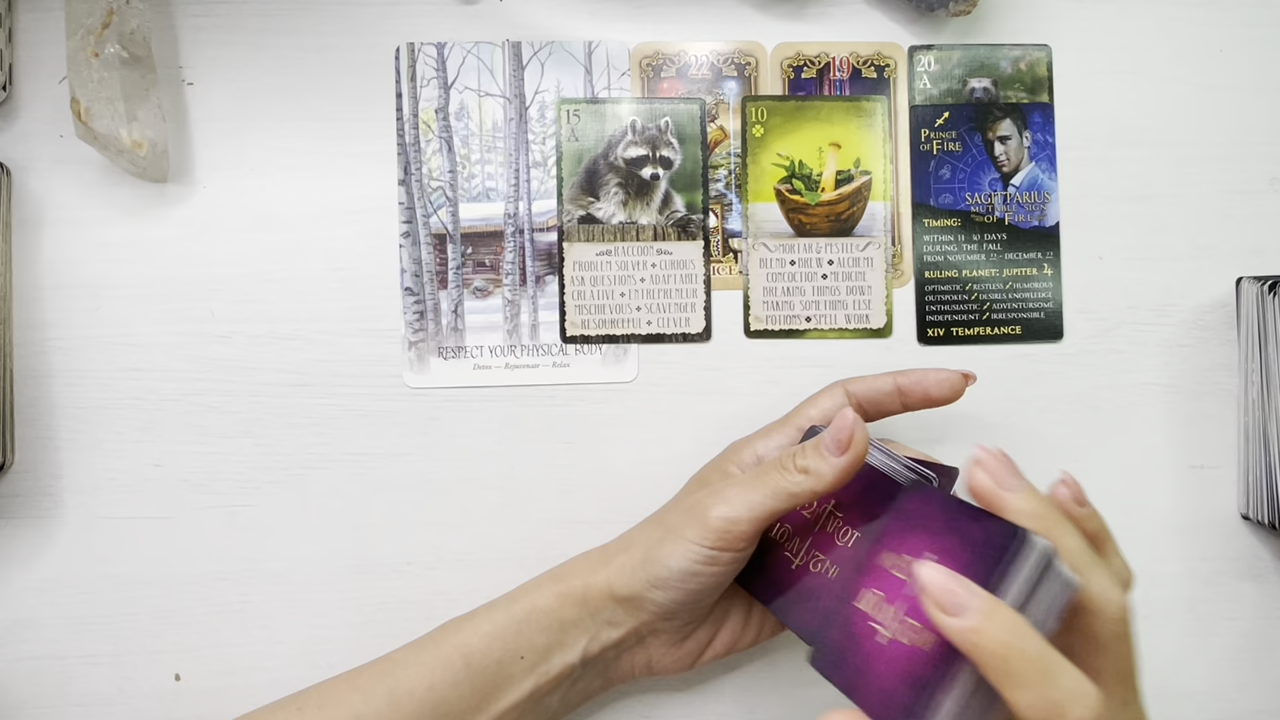 RESPECT YOUR PHYSICAL BODY
Detox — Rejuvenate — Relax
15
A
RACCOON
PROBLEM SOLVER ❖ CURIOUS
ASK QUESTIONS ❖ ADAPTABLE
CREATIVE ❖ ENTREPRENEUR
MISCHIEVOUS ❖ SCAVENGER
RESOURCEFUL ❖ CLEVER
22
10
MORTAR & PESTLE
BLEND ❖ BREW ❖ ALCHEMY
CONCOCTION ❖ MEDICINE
BREAKING THINGS DOWN
MAKING SOMETHING ELSE
POTIONS ❖ SPELL WORK
19
20
A
PRINCE
OF FIRE
SAGITTARIUS
MUTABLE SIGN
OF FIRE
TIMING:
WITHIN 11-30 DAYS
DURING THE FALL
FROM NOVEMBER 22 - DECEMBER 22
RULING PLANET: JUPITER ♃
OPTIMISTIC / RESTLESS / HUMOROUS
OUTSPOKEN / DESIRES KNOWLEDGE
ENTHUSIASTIC / ADVENTURSOME
INDEPENDENT / IRRESPONSIBLE
XIV TEMPERANCE
TAROT